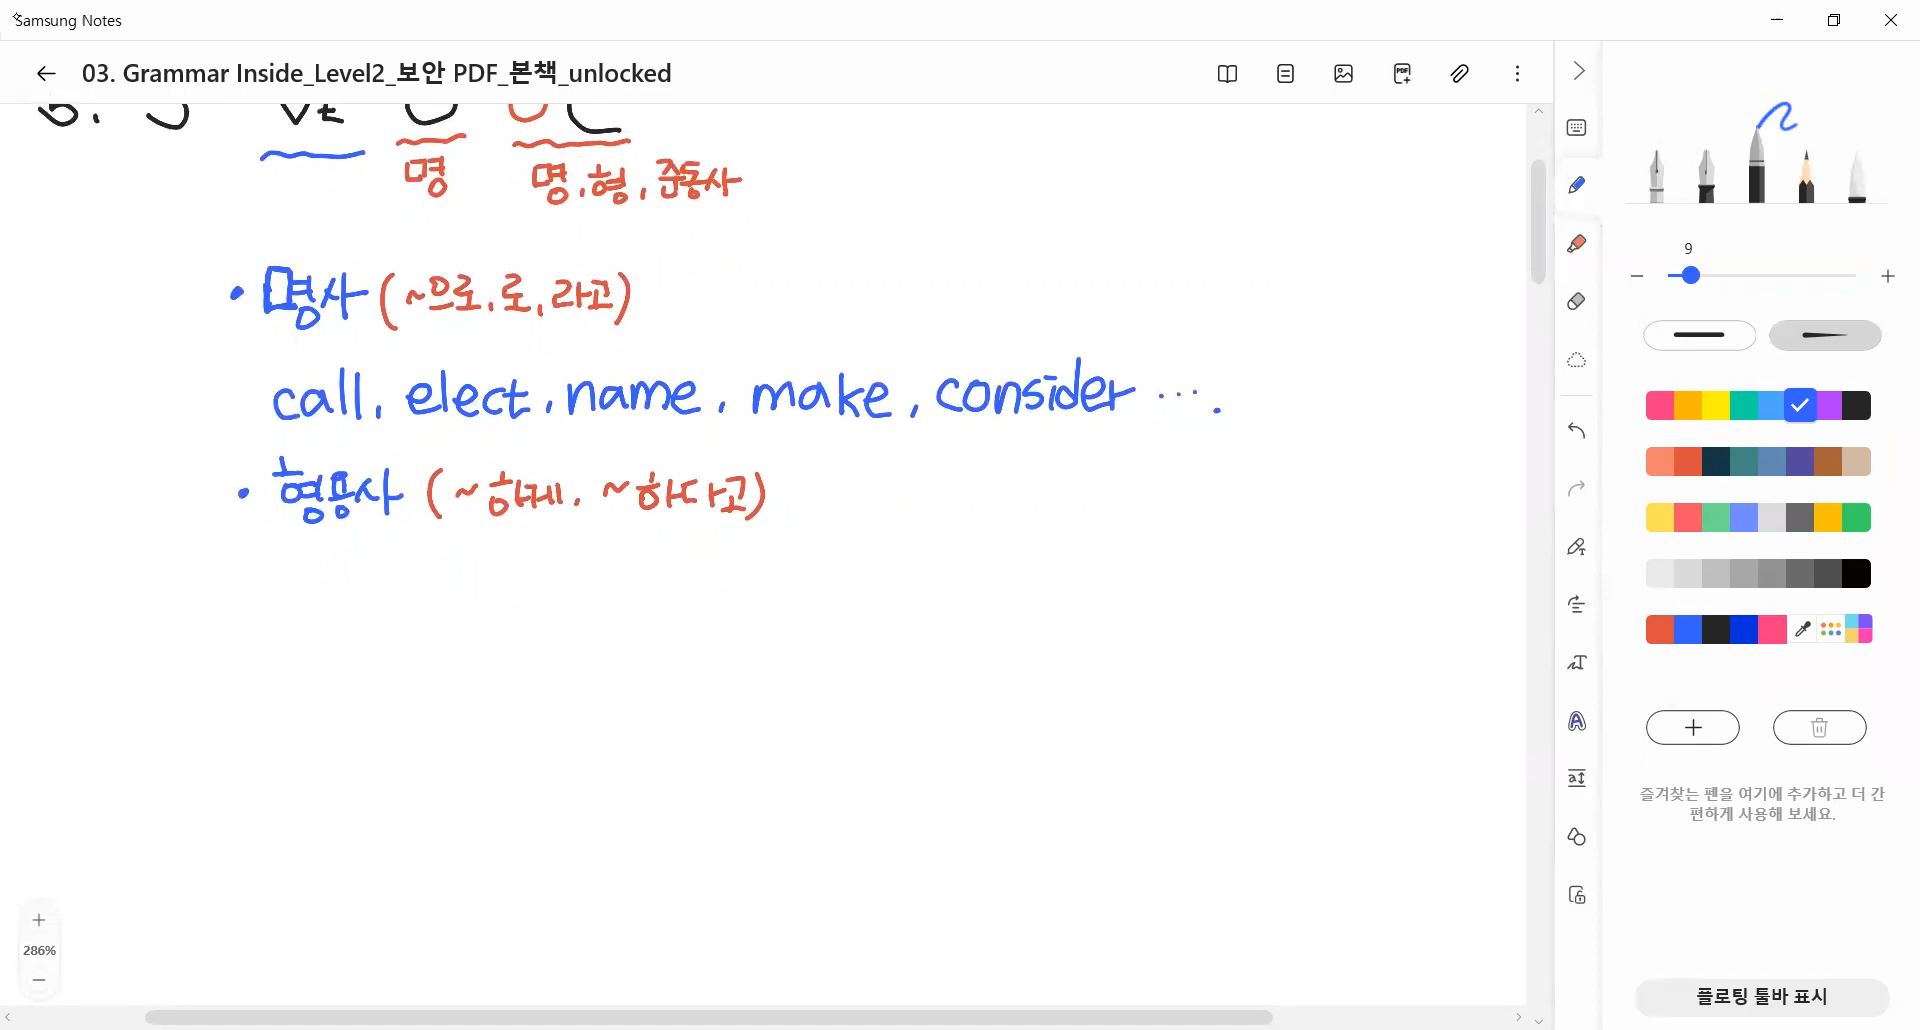 Samsung Notes
03. Grammar Inside_Level2_보안 PDF_본책_unlocked
명 명, 형, 준동사
• 명사 (~으로, 로, 라고)
call, elect, name, make, consider ....
• 형용사 (~하게, ~하다고)
9
즐겨찾는 펜을 여기에 추가하고 더 간
편하게 사용해 보세요.
286%
플로팅 툴바 표시